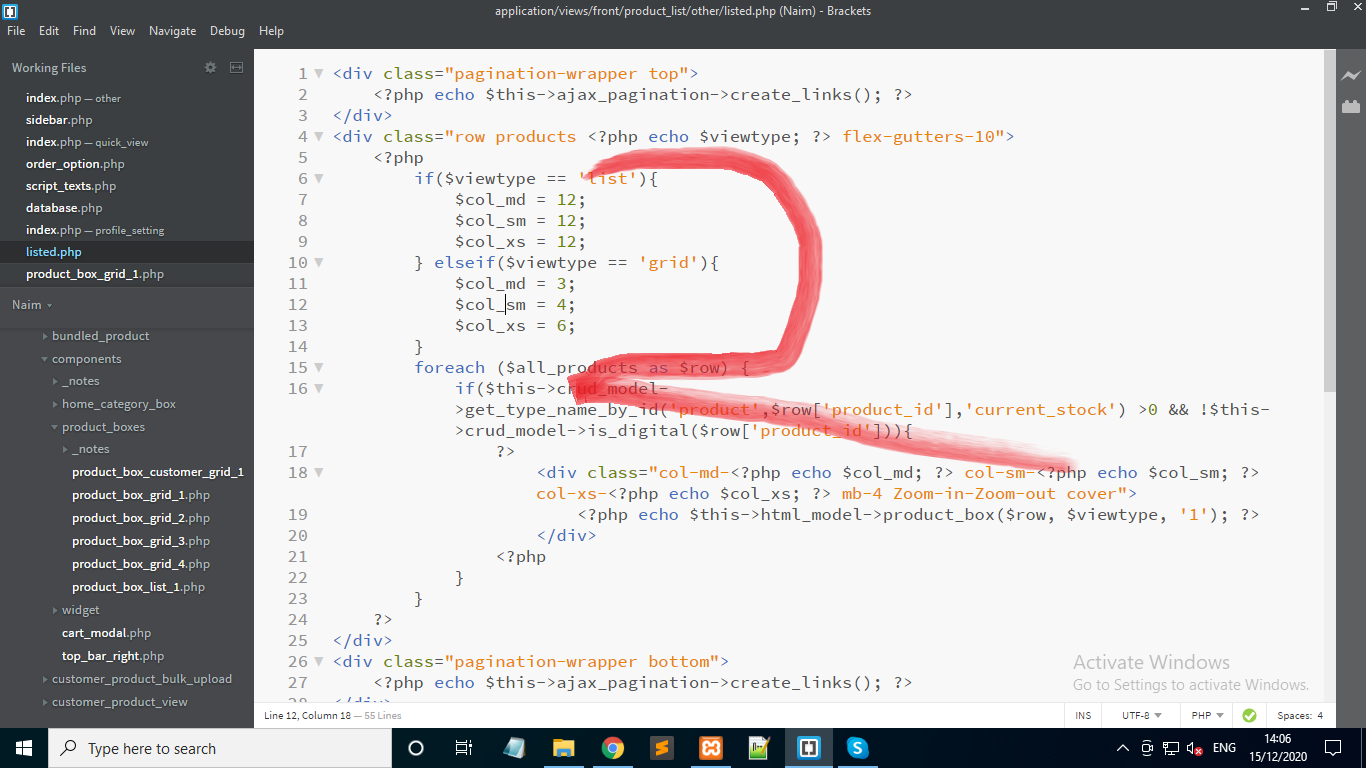 application/views/front/product_list/other/listed.php (Naim) - Brackets
File Edit Find View Navigate Debug Help
Working Files
index.php — other
sidebar.php
index.php — quick_view
order_option.php
script_texts.php
database.php
index.php — profile_setting
listed.php
product_box_grid_1.php
Naim
bundled_product
components
_notes
home_category_box
product_boxes
_notes
product_box_customer_grid_1
product_box_grid_1.php
product_box_grid_2.php
product_box_grid_3.php
product_box_grid_4.php
product_box_list_1.php
widget
cart_modal.php
top_bar_right.php
customer_product_bulk_upload
customer_product_view
1 <div class="pagination-wrapper top">
2 <?php echo $this->ajax_pagination->create_links(); ?>
3 </div>
4 <div class="row products <?php echo $viewtype; ?> flex-gutters-10">
5 <?php
6 if($viewtype == 'list'){
7 $col_md = 12;
8 $col_sm = 12;
9 $col_xs = 12;
10 } elseif($viewtype == 'grid'){
11 $col_md = 3;
12 $col_sm = 4;
13 $col_xs = 6;
14 }
15 foreach ($all_products as $row) {
16 if($this->crud_model-
>get_type_name_by_id('product',$row['product_id'],'current_stock') >0 && !$this-
>crud_model->is_digital($row['product_id'])){
17 ?>
18 <div class="col-md-<?php echo $col_md; ?> col-sm-<?php echo $col_sm; ?>
col-xs-<?php echo $col_xs; ?> mb-4 Zoom-in-Zoom-out cover">
19 <?php echo $this->html_model->product_box($row, $viewtype, '1'); ?>
20 </div>
21 <?php
22 }
23 }
24 ?>
25 </div>
26 <div class="pagination-wrapper bottom">
27 <?php echo $this->ajax_pagination->create_links(); ?>
28 </div>
Activate Windows
Go to Settings to activate Windows.
Line 12, Column 18 — 55 Lines
INS UTF-8 PHP Spaces: 4
Type here to search
ENG
14:06
15/12/2020